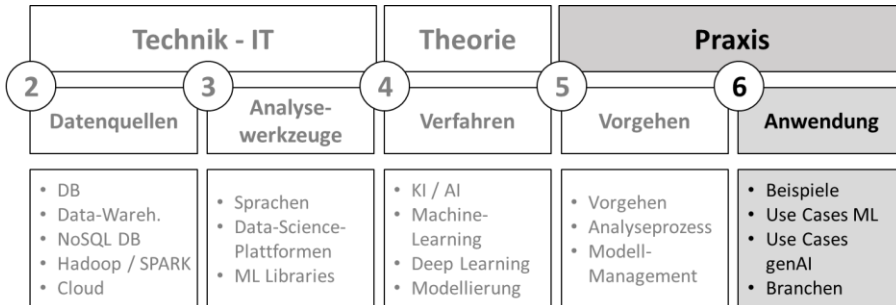 Technik - IT
Theorie
Praxis
2
3
4
5
6
Datenquellen
Analyse-
werkzeuge
Verfahren
Vorgehen
Anwendung
• DB
• Data-Wareh.
• NoSQL DB
• Hadoop / SPARK
• Cloud
• Sprachen
• Data-Science-
Plattformen
• ML Libraries
• KI / AI
• Machine-
Learning
• Deep Learning
• Modellierung
• Vorgehen
• Analyseprozess
• Modell-
Management
• Beispiele
• Use Cases ML
• Use Cases
genAI
• Branchen